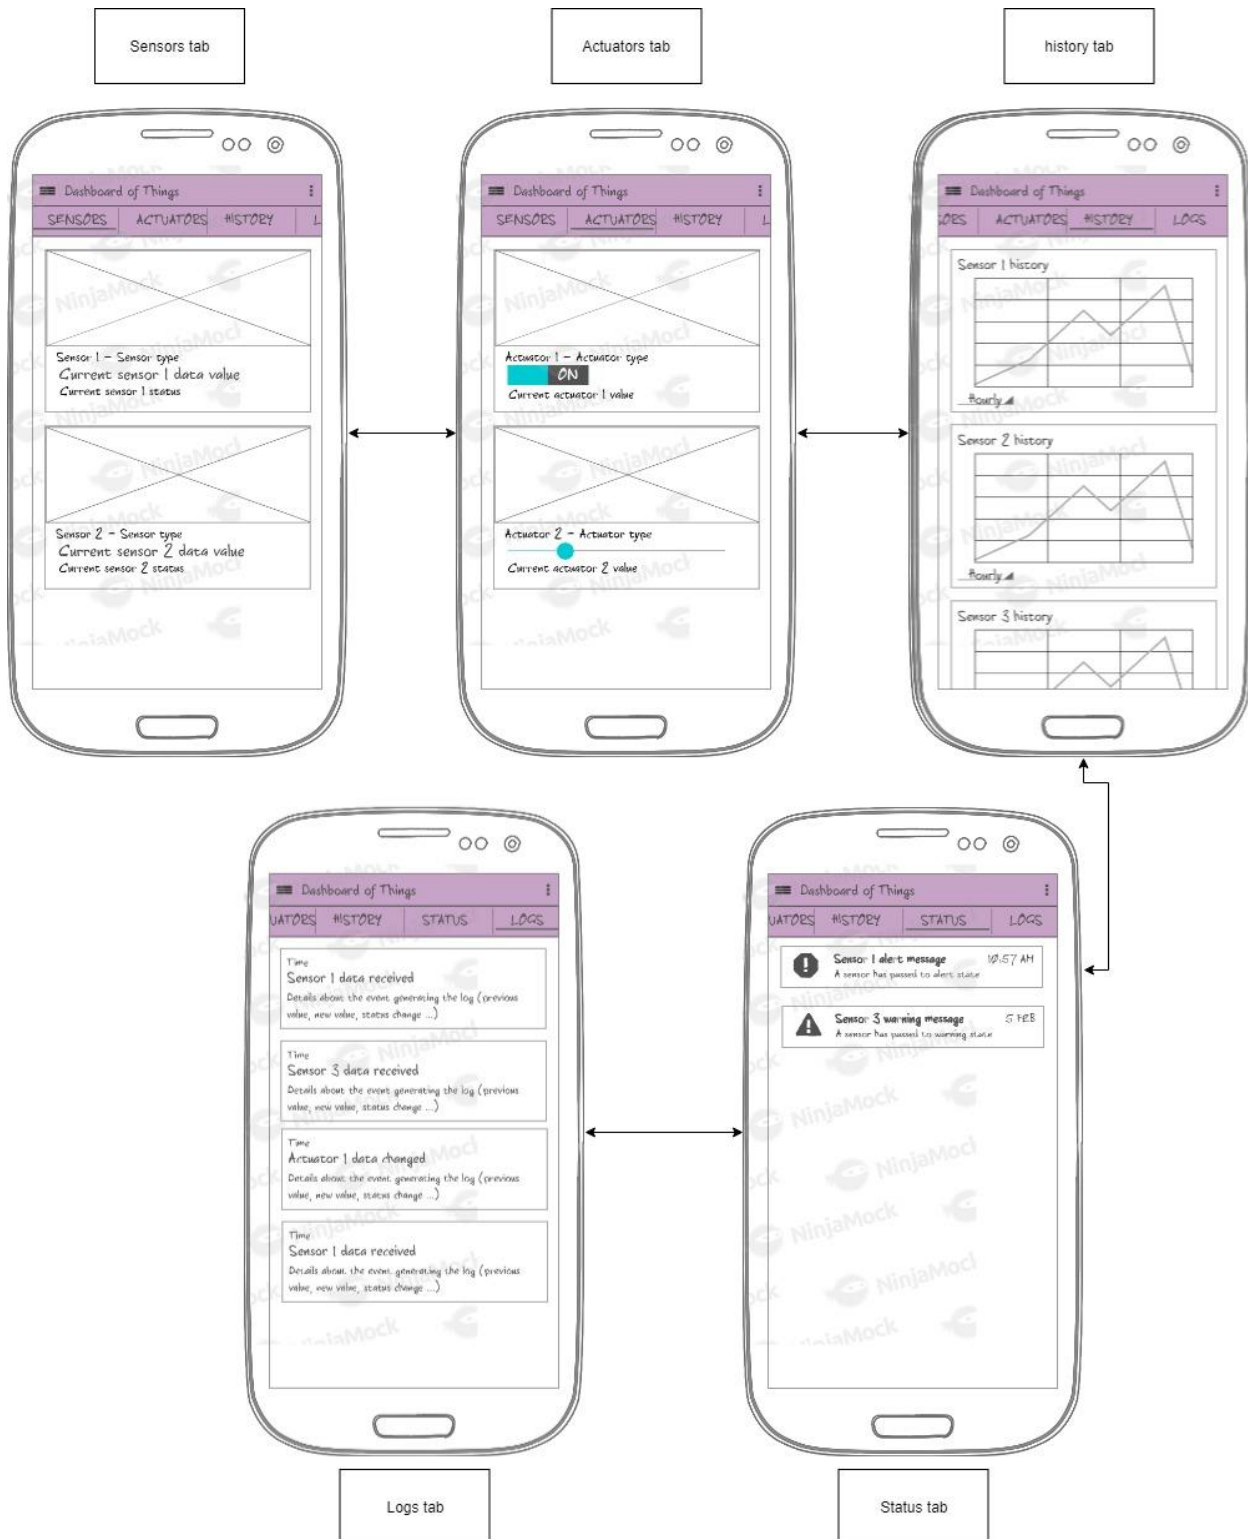 Sensors tab
Actuators tab
history tab
Dashboard of Things
SENSORS ACTUATORS HISTORY L
Sensor 1 - Sensor type
Current sensor 1 data value
Current sensor 1 status
Sensor 2 - Sensor type
Current sensor 2 data value
Current sensor 2 status
Dashboard of Things
SENSORS ACTUATORS HISTORY L
Actuator 1 - Actuator type
ON
Current actuator 1 value
Actuator 2 - Actuator type
Current actuator 2 value
Dashboard of Things
SORS ACTUATORS HISTORY LOGS
Sensor 1 history
Hourly
Sensor 2 history
Hourly
Sensor 3 history
Dashboard of Things
UATORS HISTORY STATUS LOGS
Time
Sensor 1 data received
Details about the event generating the log (previous
value, new value, status change ...)
Time
Sensor 3 data received
Details about the event generating the log (previous
value, new value, status change ...)
Time
Actuator 1 data changed
Details about the event generating the log (previous
value, new value, status change ...)
Time
Sensor 1 data received
Details about the event generating the log (previous
value, new value, status change ...)
Dashboard of Things
UATORS HISTORY STATUS LOGS
Sensor 1 alert message 10:57 AM
A sensor has passed to alert state
Sensor 3 warning message 5 FEB
A sensor has passed to warning state
Logs tab
Status tab
NinjaMock